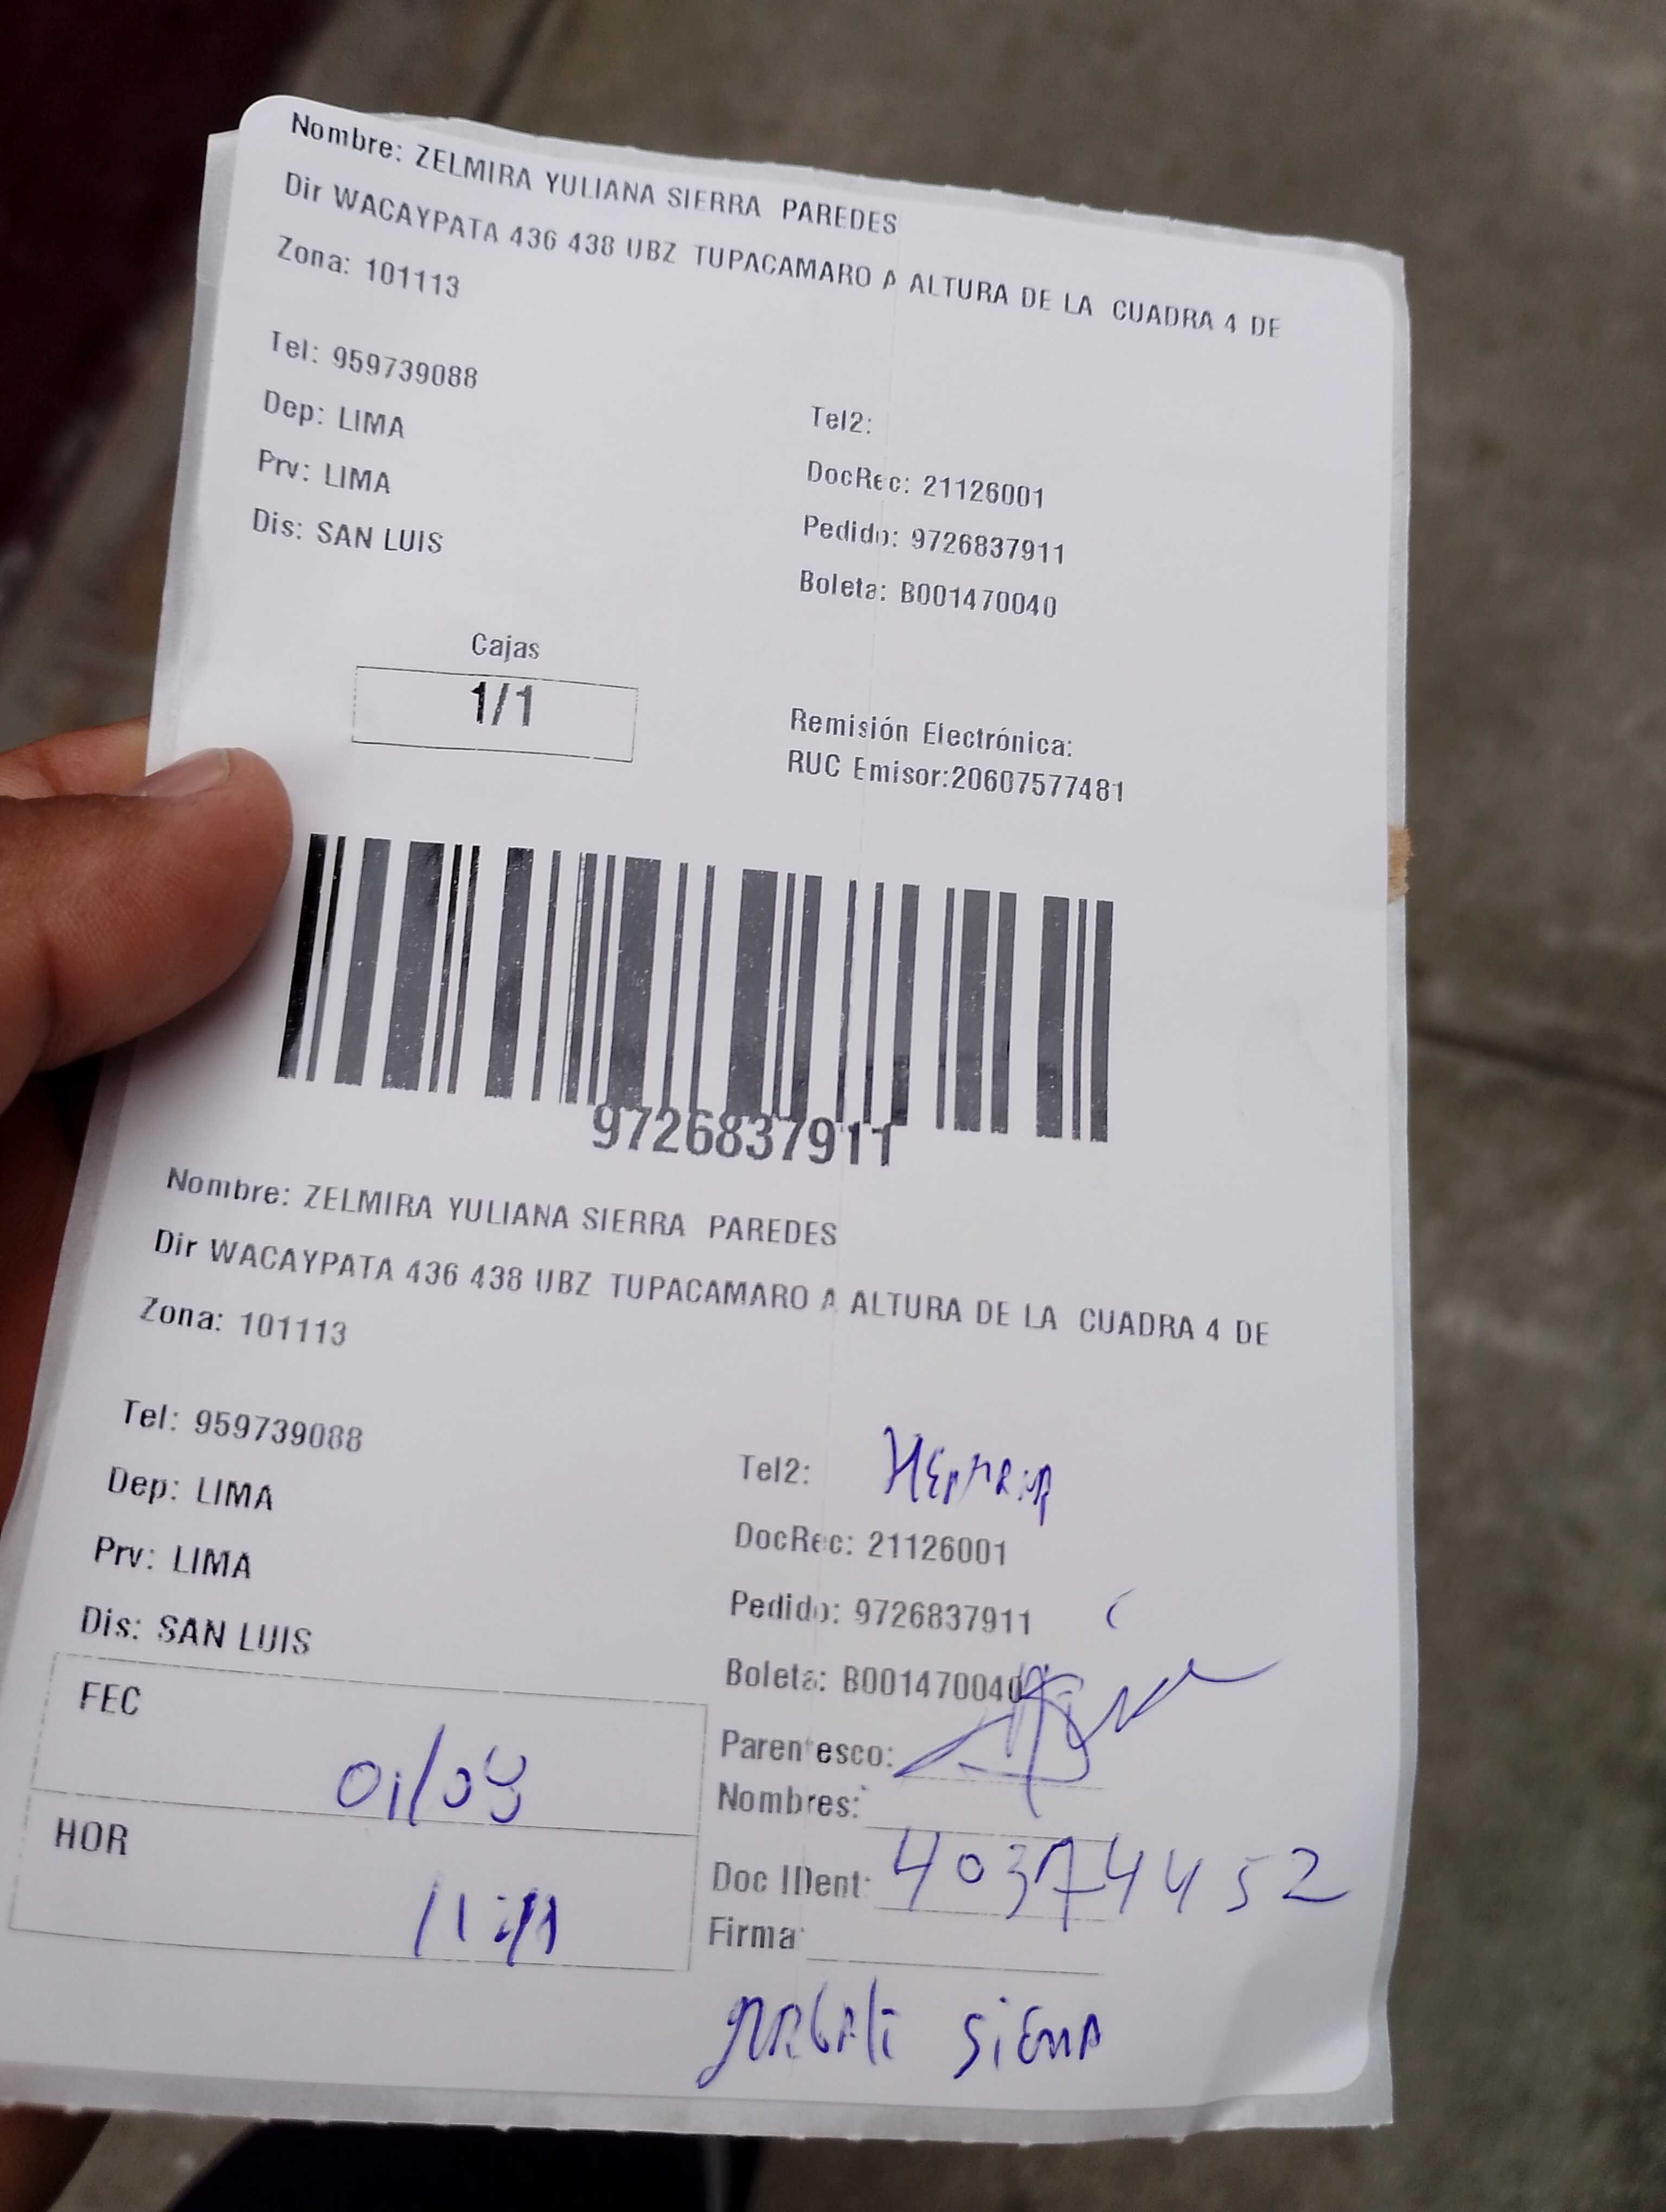 Nombre: ZELMIRA YULIANA SIERRA PAREDES
Dir WACAYPATA 436 438 UBZ TUPACAMARO A ALTURA DE LA CUADRA 4 DE
Zona: 101113
Tel: 959739088
Tel2:
Dep: LIMA
DocRec: 21126001
Prv: LIMA
Pedido: 9726837911
Dis: SAN LUIS
Boleta: B001470040
Cajas
1/1
Remisión Electrónica:
RUC Emisor:20607577481
9726837911
Nombre: ZELMIRA YULIANA SIERRA PAREDES
Dir WACAYPATA 436 438 UBZ TUPACAMARO A ALTURA DE LA CUADRA 4 DE
Zona: 101113
Tel: 959739088
Tel2:
Dep: LIMA
DocRec: 21126001
Prv: LIMA
Pedido: 9726837911
Dis: SAN LUIS
Boleta: B001470040
FEC
Parentesco:
Nombres:
HOR
Doc IDent: 40374452
Firma